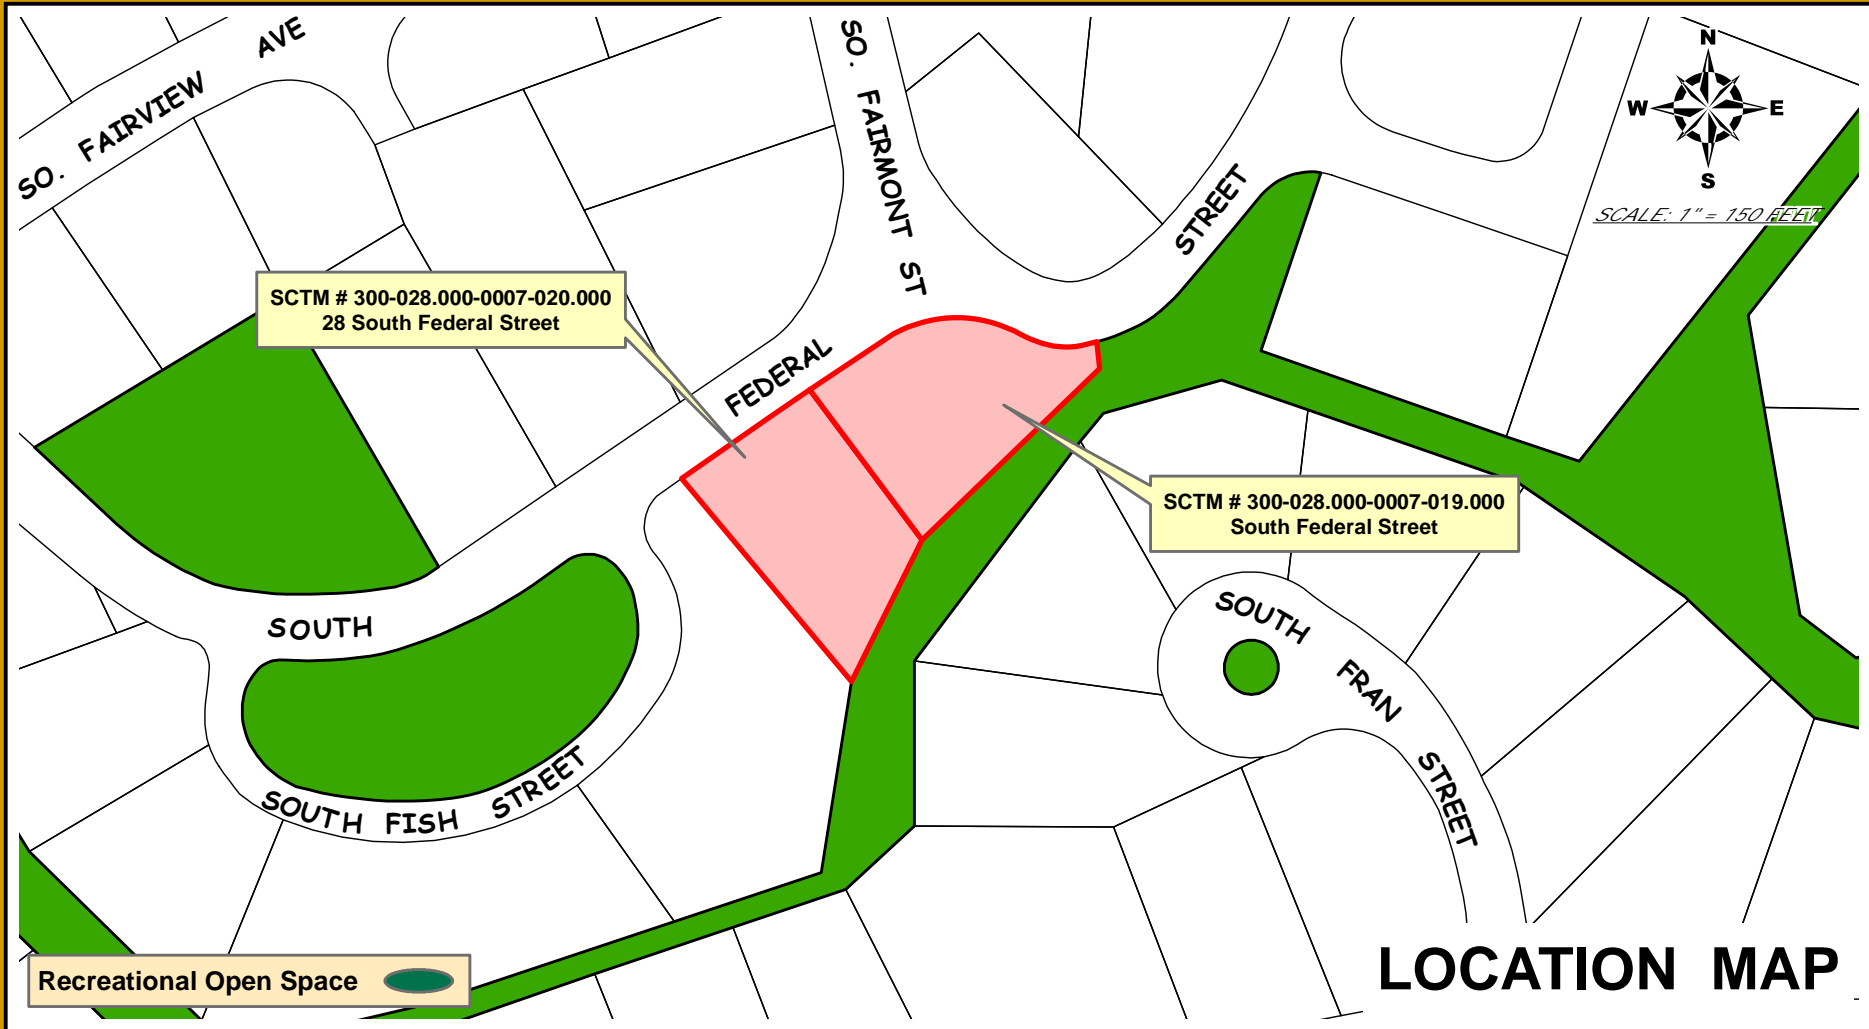 SO. FAIRVIEW AVE
SO. FAIRMONT ST
N
W E
S
SCALE: 1" = 150 FEET
SCTM # 300-028.000-0007-020.000
28 South Federal Street
SOUTH FEDERAL STREET
SCTM # 300-028.000-0007-019.000
South Federal Street
SOUTH FRAN STREET
SOUTH FISH STREET
Recreational Open Space
LOCATION MAP